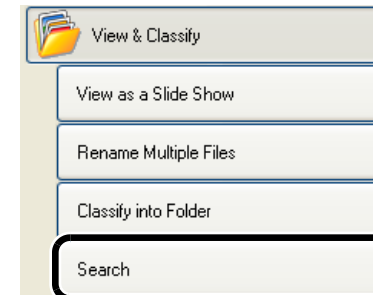 View & Classify
View as a Slide Show
Rename Multiple Files
Classify into Folder
Search